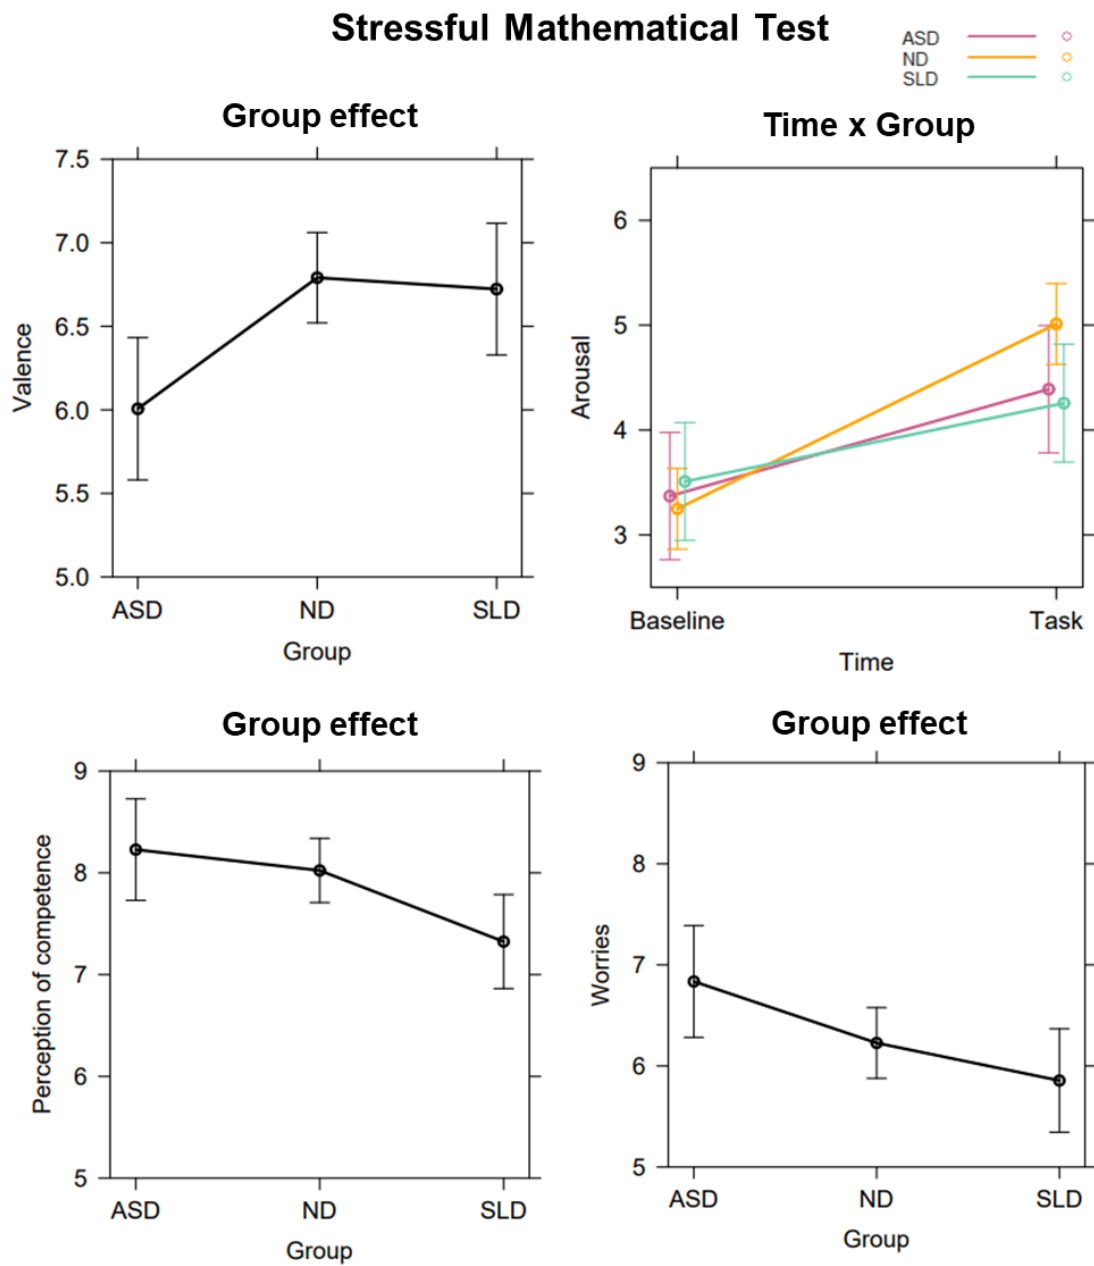 Stressful Mathematical Test
ASD
ND
SLD
Group effect
7.5
7.0
6.5
6.0
5.5
5.0
Valence
ASD ND SLD
Group
Time x Group
6
5
4
3
Arousal
Baseline Task
Time
Group effect
9
8
7
6
5
Perception of competence
ASD ND SLD
Group
Group effect
9
8
7
6
5
Worries
ASD ND SLD
Group